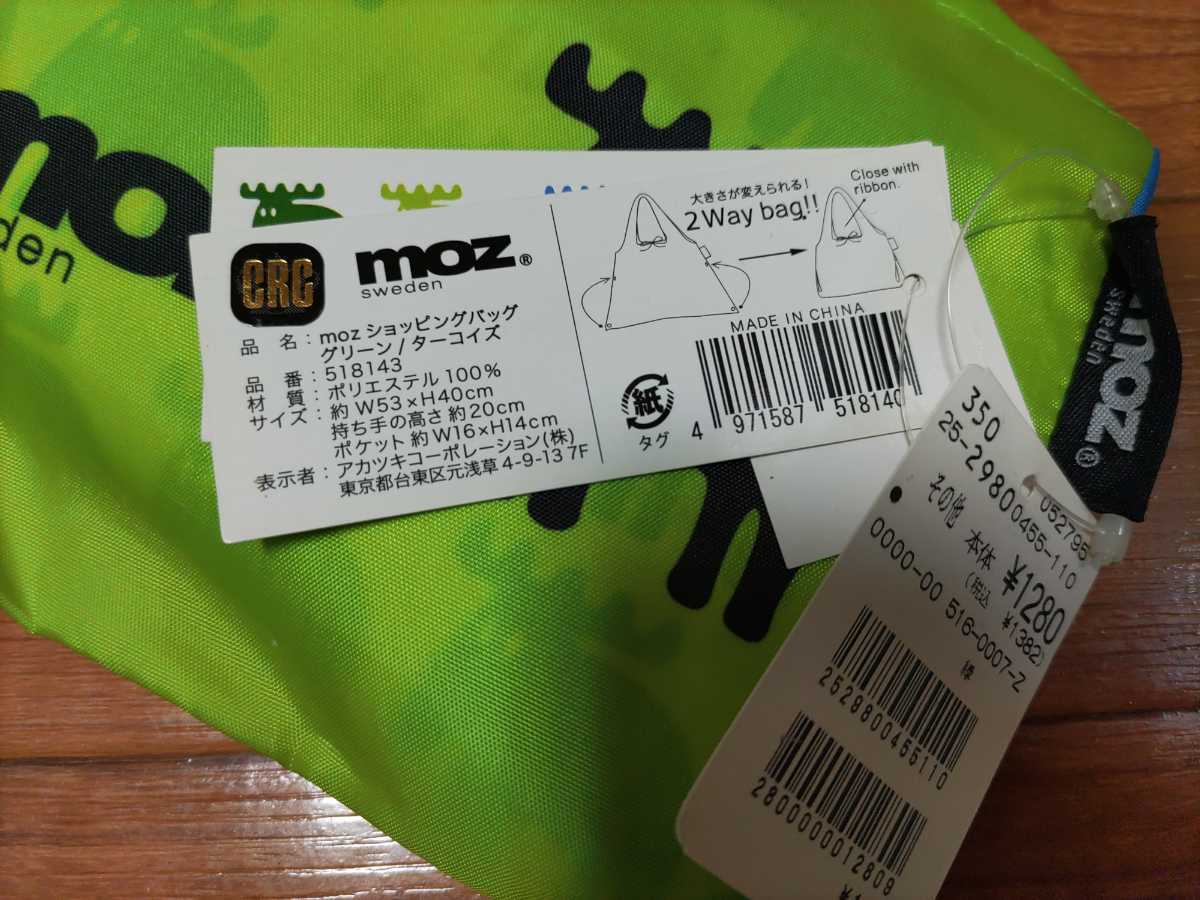 moz
sweden
CRC
moz®
sweden
品 名：moz ショッピングバッグ
グリーン / ターコイズ
品 番：518143
材 質：ポリエステル 100%
サイズ：約 W53×H40cm
持ち手の高さ 約20cm
ポケット 約 W16×H14cm
表示者：アカツキコーポレーション(株)
東京都台東区元浅草 4-9-13 7F
大きさが変えられる！
2Way bag!!
Close with
ribbon.
MADE IN CHINA
紙
タグ
4 971587 518140
moz®
sweden
350
052795
25-29800455-110
その他 本体 ¥1280
(税込 ¥1382)
0000-00 516-0007-Z
緑
2528800455110
2800000012809